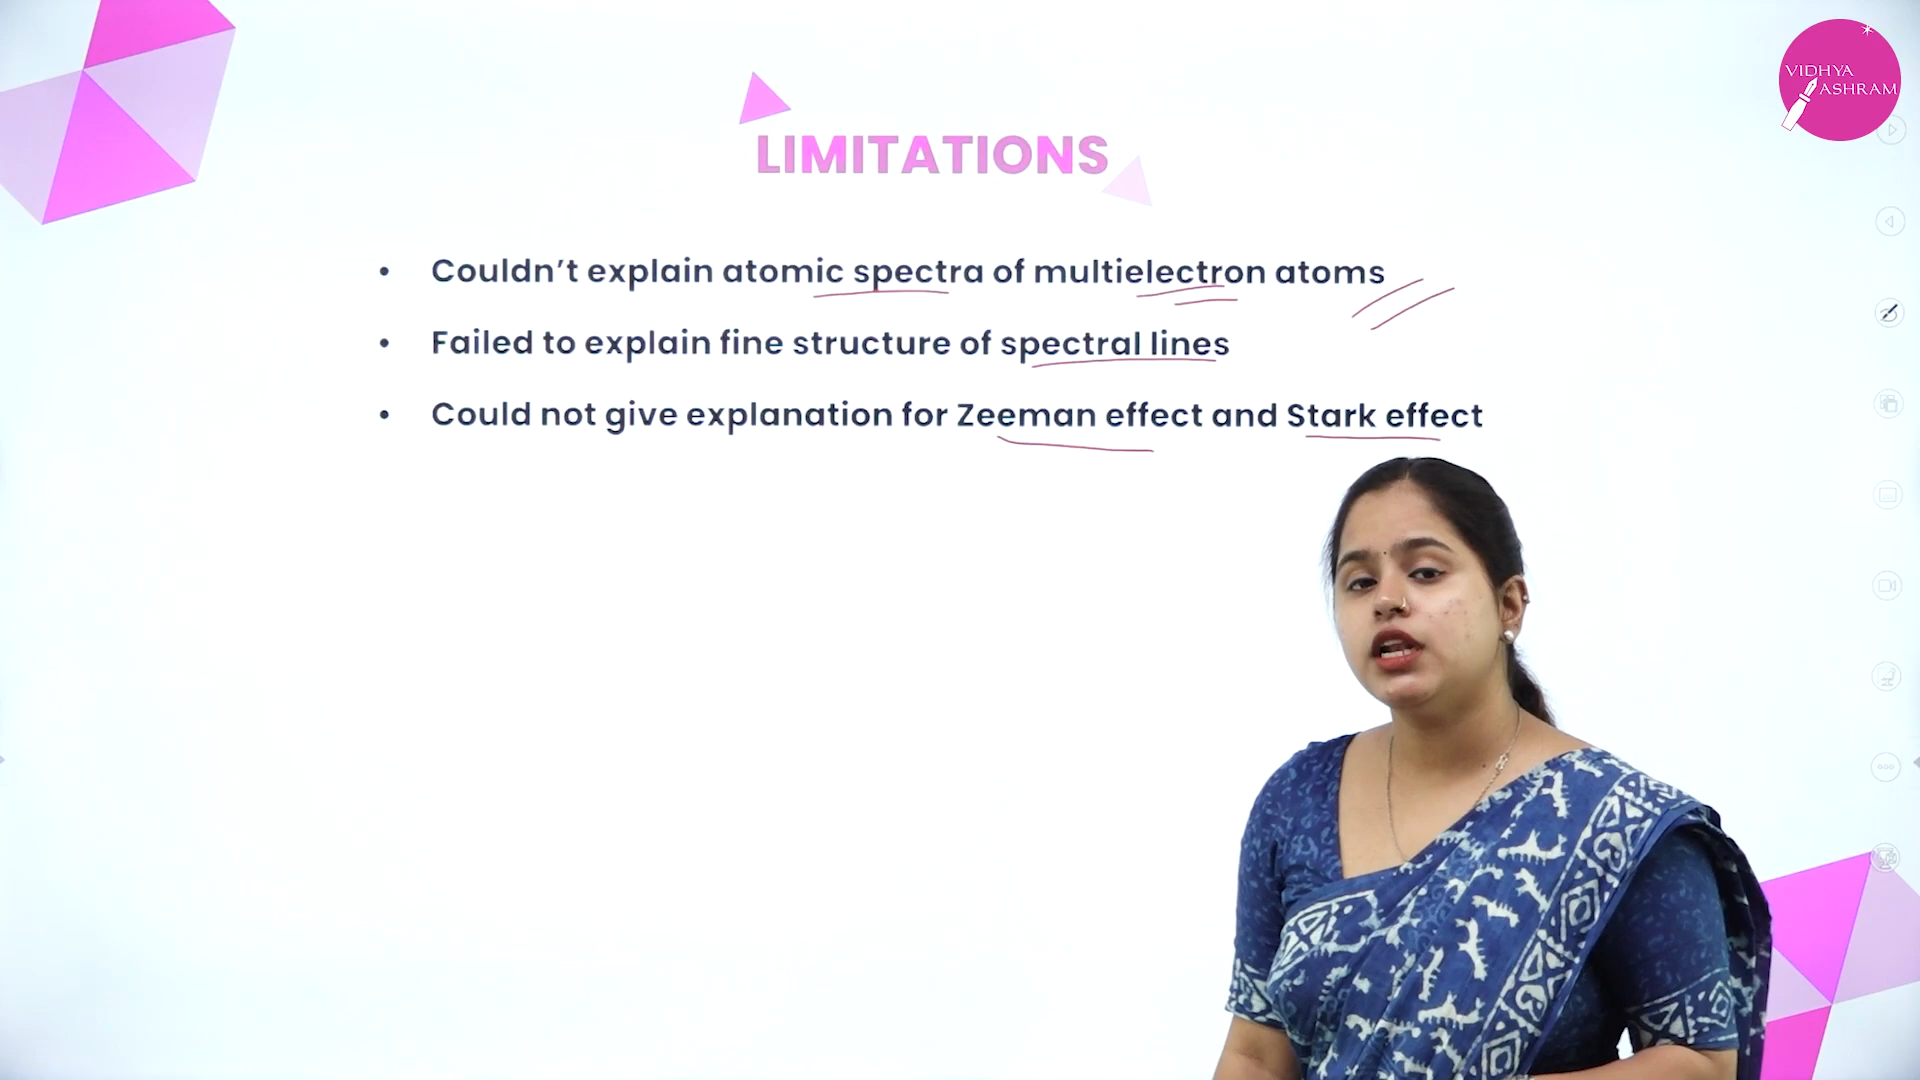 VIDHYA
ASHRAM
LIMITATIONS
• Couldn’t explain atomic spectra of multielectron atoms
• Failed to explain fine structure of spectral lines
• Could not give explanation for Zeeman effect and Stark effect